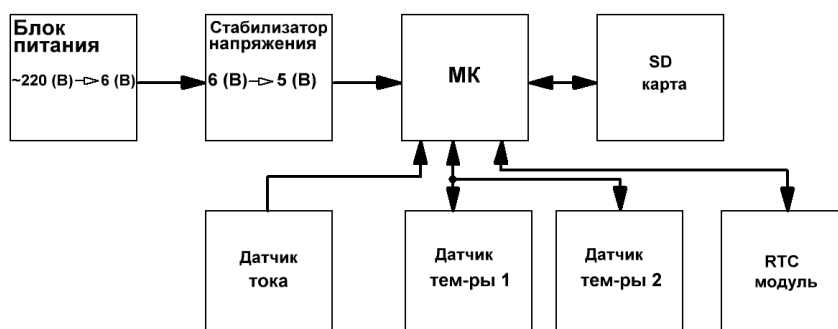 Блок
питания
~220 (В) ⇾ 6 (В)
Стабилизатор
напряжения
6 (В) ⇾ 5 (В)
МК
SD
карта
Датчик
тока
Датчик
тем-ры 1
Датчик
тем-ры 2
RTC
модуль